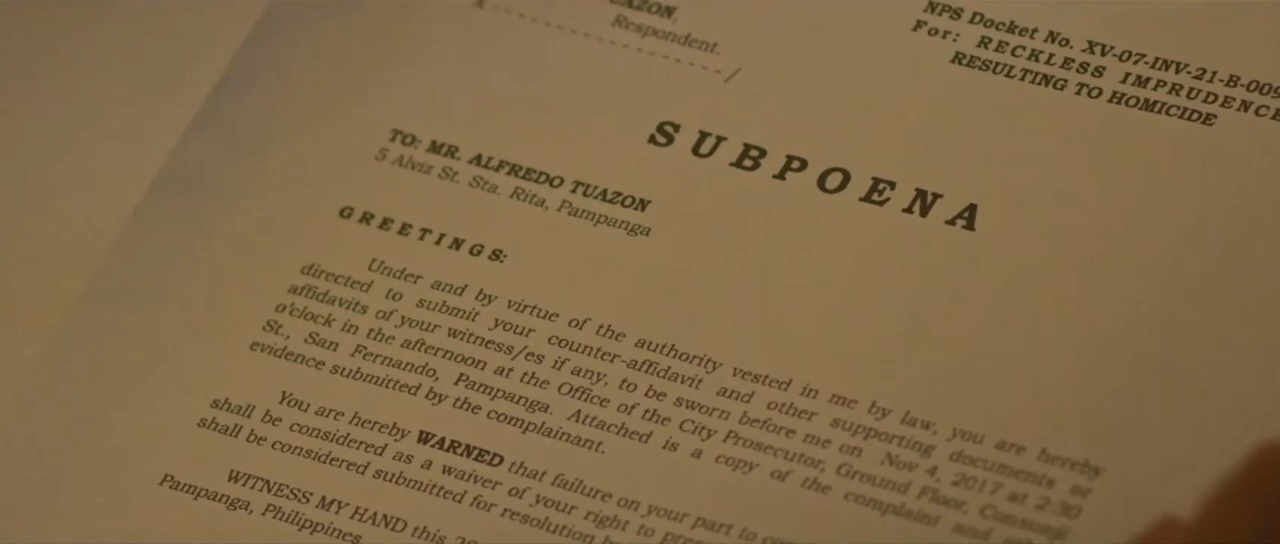 Respondent.
NPS Docket No. XV-07-INV-21-B-009
For: RECKLESS IMPRUDENCE
RESULTING TO HOMICIDE
SUBPOENA
TO: MR. ALFREDO TUAZON
5 Alviz St. Sta. Rita, Pampanga
GREETINGS:
Under and by virtue of the authority vested in me by law, you are hereby
directed to submit your counter-affidavit and other supporting documents or
affidavits of your witness/es if any, to be sworn before me on Nov 4, 2017 at 2:30
o'clock in the afternoon at the Office of the City Prosecutor, Ground Floor,
St., San Fernando, Pampanga. Attached is a copy of the complaint and
evidence submitted by the complainant.
You are hereby WARNED that failure on your part to
shall be considered as a waiver of your right to
shall be considered submitted for resolution
WITNESS MY HAND this
Pampanga, Philippines